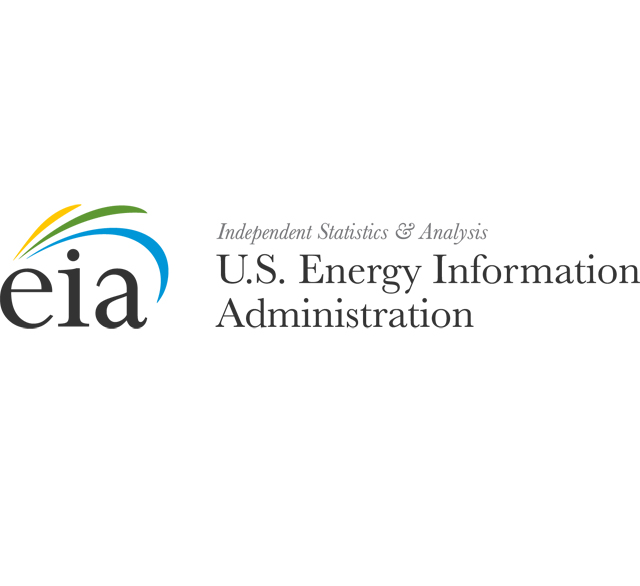 eia
Independent Statistics & Analysis
U.S. Energy Information
Administration